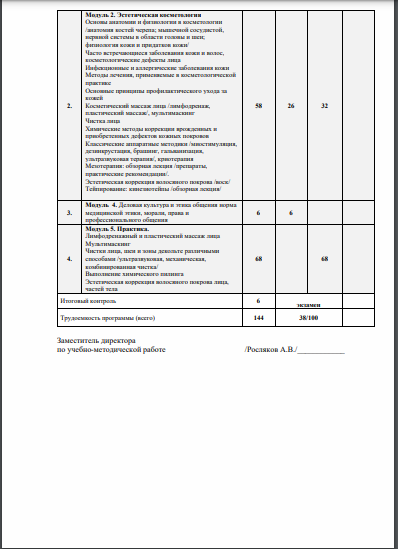 Модуль 2. Эстетическая косметология
Основы анатомии и физиологии в косметологии
/анатомия костей черепа; мышечной сосудистой,
нервной системы в области головы и шеи;
физиология кожи и придатков кожи/
Часто встречающиеся заболевания кожи и волос,
косметологические дефекты лица
Инфекционные и аллергические заболевания кожи
Методы лечения, применяемые в косметологической
практике
Основные принципы профилактического ухода за
кожей
2.
Косметический массаж лица /лимфодренаж,
58 26 32
пластический массаж/, мультимаскинг
Чистка лица
Химические методы коррекции врожденных и
приобретенных дефектов кожных покровов
Классические аппаратные методики /миостимуляция,
дезинкрустация, брашинг, гальванизация,
ультразвуковая терапия/, криотерапия
Мезотерапия: обзорная лекция /препараты,
практические рекомендации/.
Эстетическая коррекция волосяного покрова /воск/
Тейпирование: кинезиотейпы /обзорная лекция/
3.
Модуль 4. Деловая культура и этика общения норма
медицинской этики, морали, права и
профессионального общения
6 6
Модуль 5. Практика.
Лимфодренажный и пластический массаж лица
Мультимаскинг
Чистки лица, шеи и зоны декольте различными
4.
способами /ультразвуковая, механическая,
68 68
комбинированная чистка/
Выполнение химического пилинга
Эстетическая коррекция волосяного покрова лица,
частей тела
Итоговый контроль 6 экзамен
Трудоемкость программы (всего) 144 38/100
Заместитель директора
по учебно-методической работе /Росляков А.В./____________